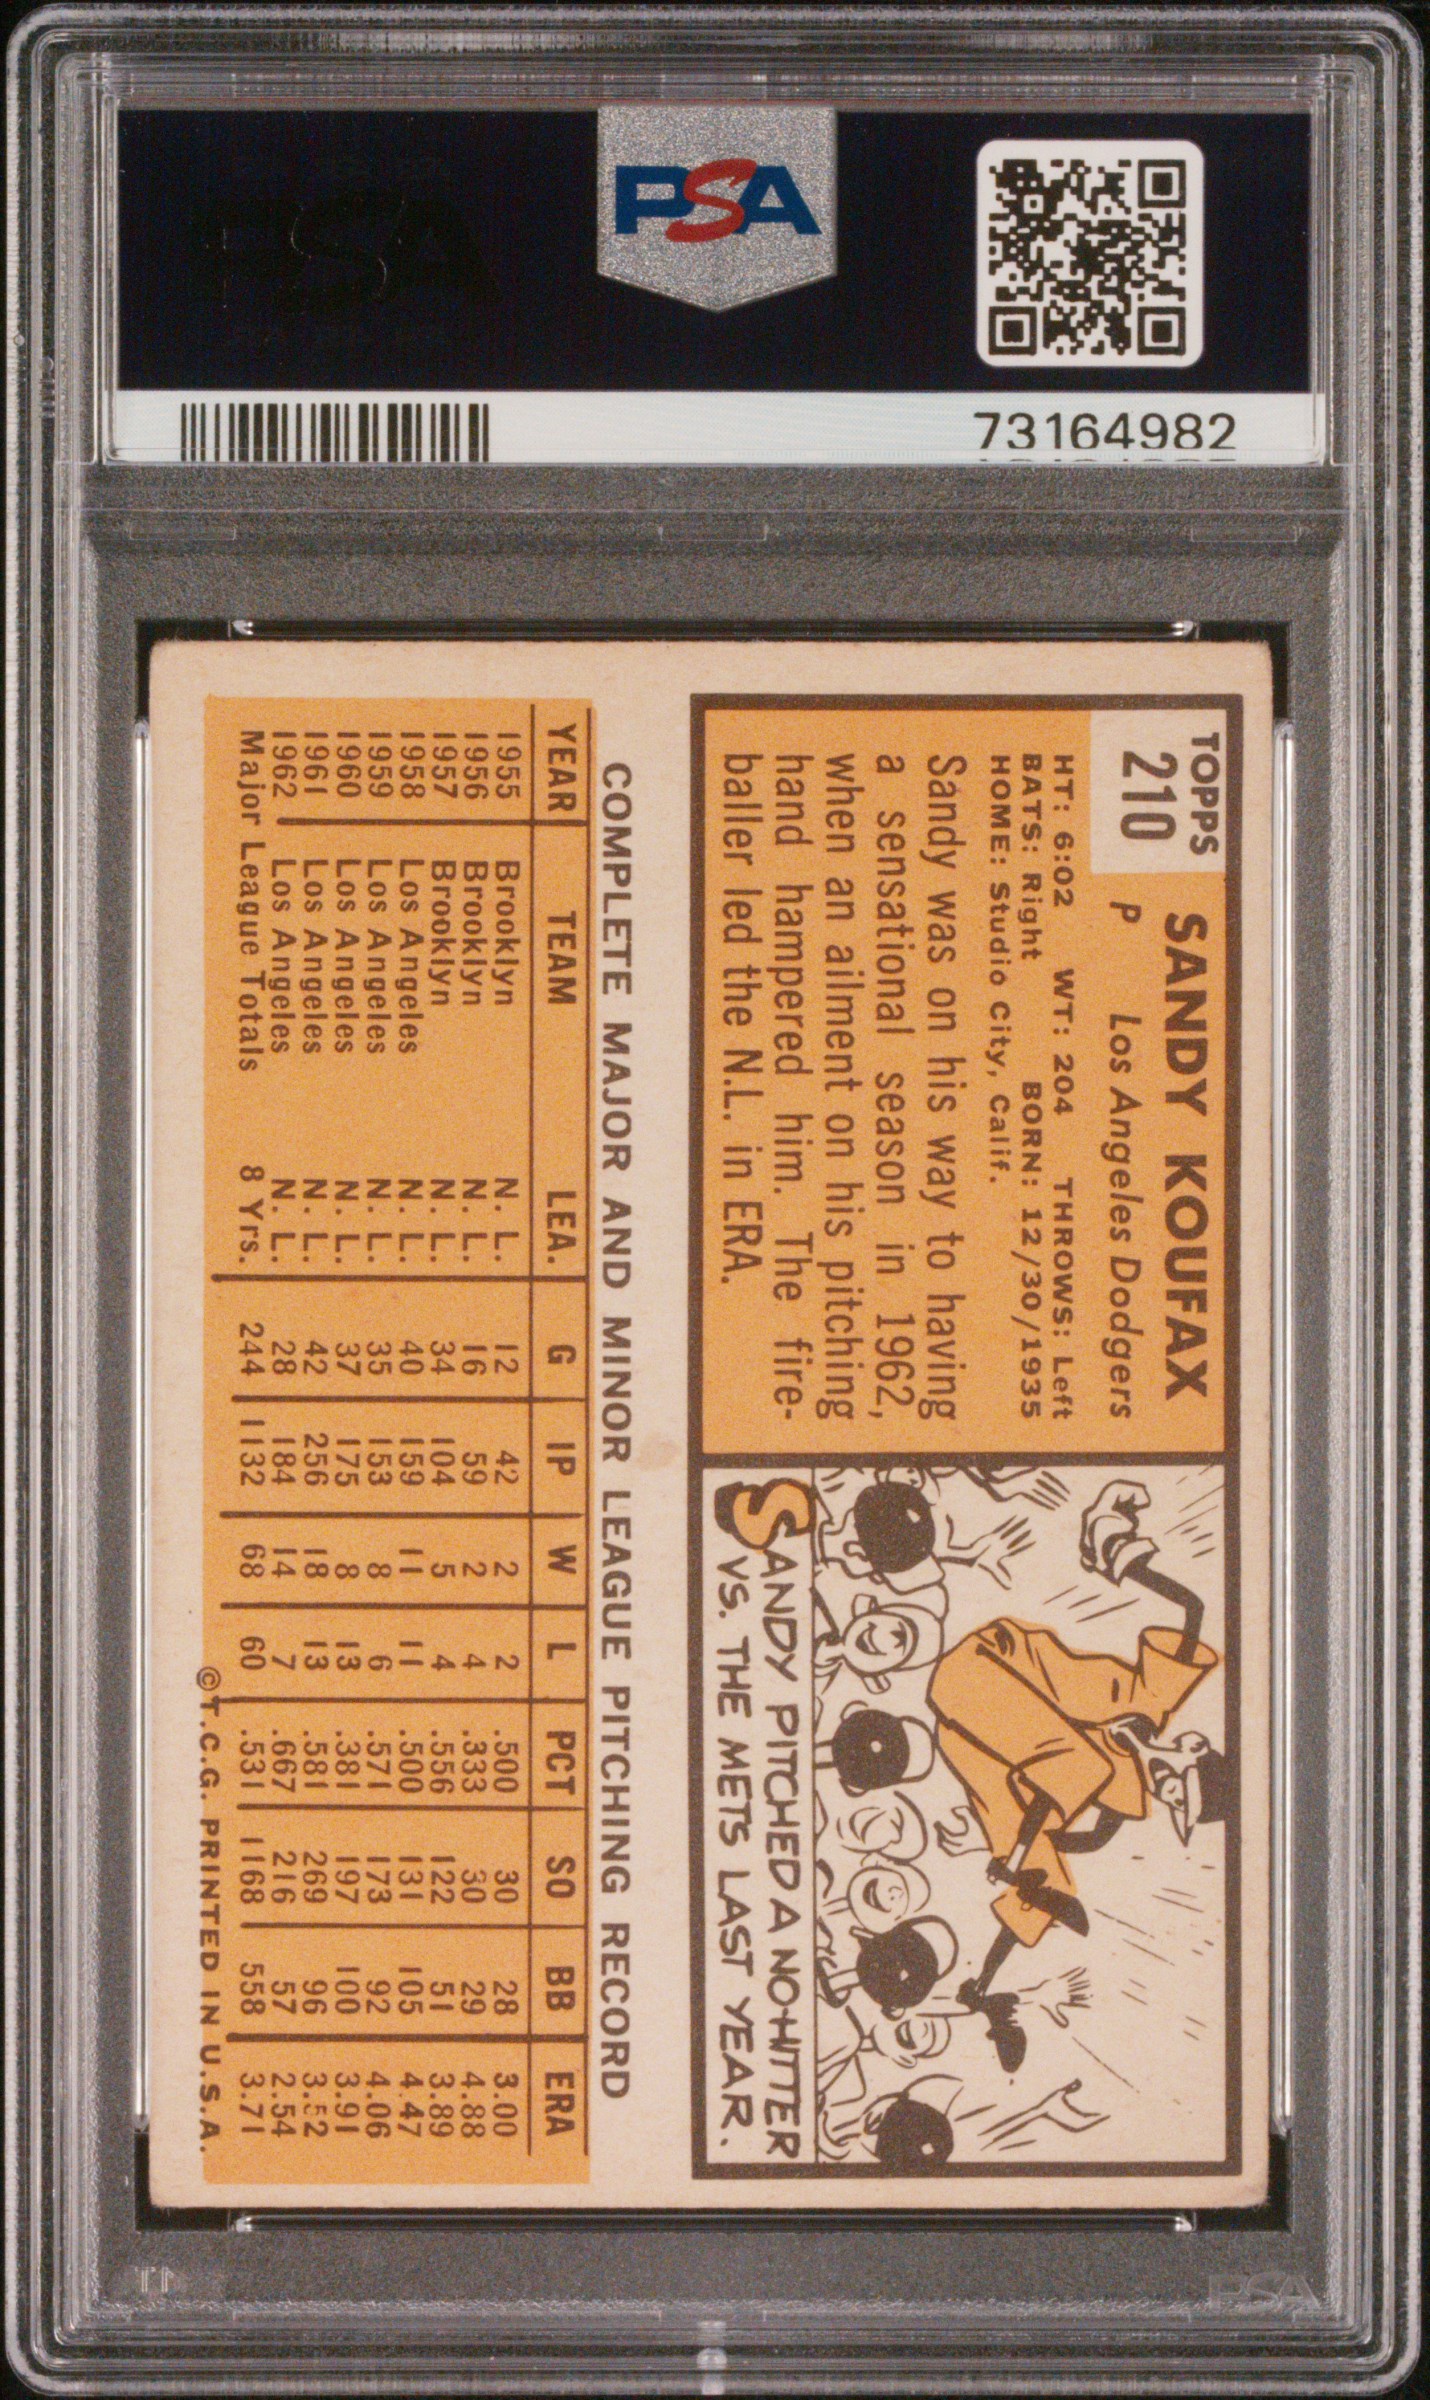 PSA
73164982
TOPPS
210
SANDY KOUFAX
P Los Angeles Dodgers
HT: 6:02 WT: 204 THROWS: Left
BATS: Right BORN: 12/30/1935
HOME: Studio City, Calif.
Sandy was on his way to having
a sensational season in 1962,
when an ailment on his pitching
hand hampered him. The fire-
baller led the N.L. in ERA.
SANDY PITCHED A NO-HITTER
VS. THE METS LAST YEAR.
COMPLETE MAJOR AND MINOR LEAGUE PITCHING RECORD
YEAR TEAM LEA. G IP W L PCT SO BB ERA
1955 Brooklyn N. L. 12 42 2 2 .500 30 28 3.00
1956 Brooklyn N. L. 16 59 2 4 .333 30 29 4.88
1957 Brooklyn N. L. 34 104 5 4 .556 122 51 3.89
1958 Los Angeles N. L. 40 159 11 11 .500 131 105 4.47
1959 Los Angeles N. L. 35 153 8 6 .571 173 92 4.06
1960 Los Angeles N. L. 37 175 8 13 .381 197 100 3.91
1961 Los Angeles N. L. 42 256 18 13 .581 269 96 3.52
1962 Los Angeles N. L. 28 184 14 7 .667 216 57 2.54
Major League Totals 8 Yrs. 244 1132 68 60 .531 1168 558 3.71
©T.C.G. PRINTED IN U.S.A.
PSA